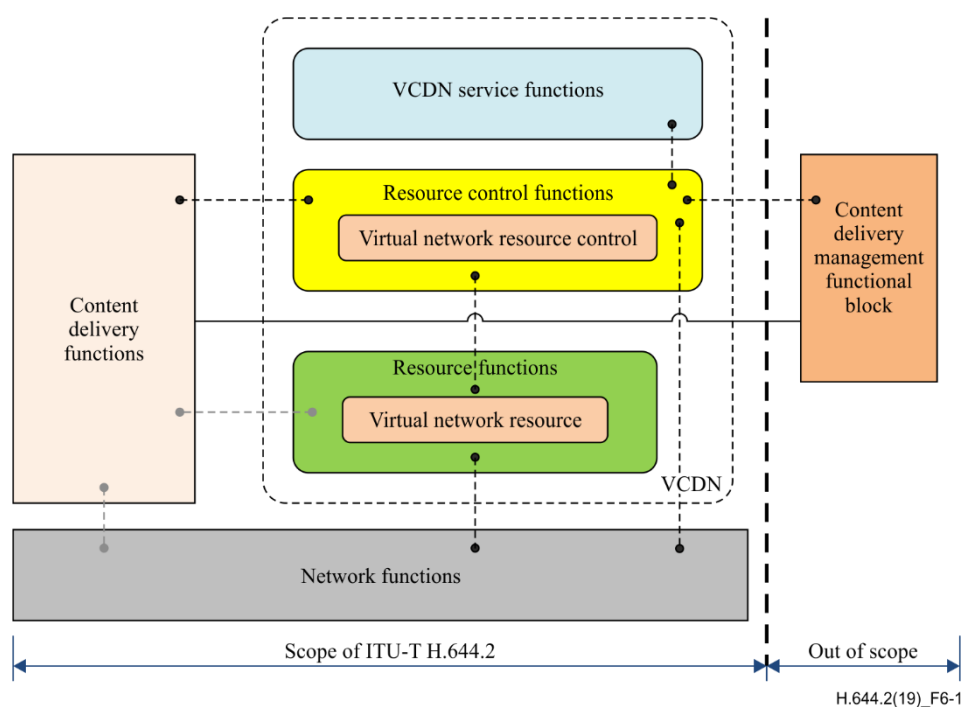 VCDN service functions
Resource control functions
Virtual network resource control
Content
delivery
management
functional
block
Content
delivery
functions
Resource functions
Virtual network resource
VCDN
Network functions
Scope of ITU-T H.644.2
Out of scope
H.644.2(19)_F6-1